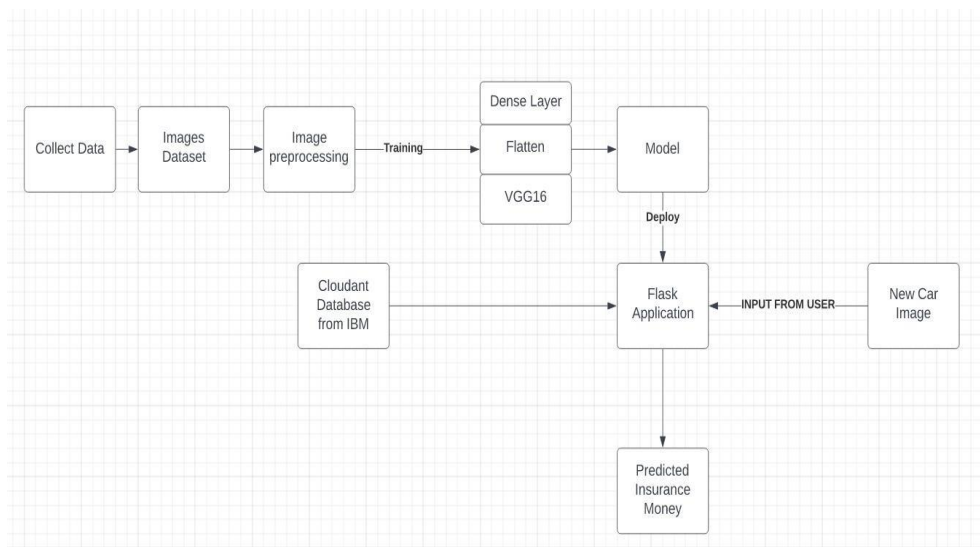 Collect Data
Images
Dataset
Image
preprocessing
Training
Dense Layer
Flatten
VGG16
Model
Deploy
Cloudant
Database
from IBM
Flask
Application
INPUT FROM USER
New Car
Image
Predicted
Insurance
Money